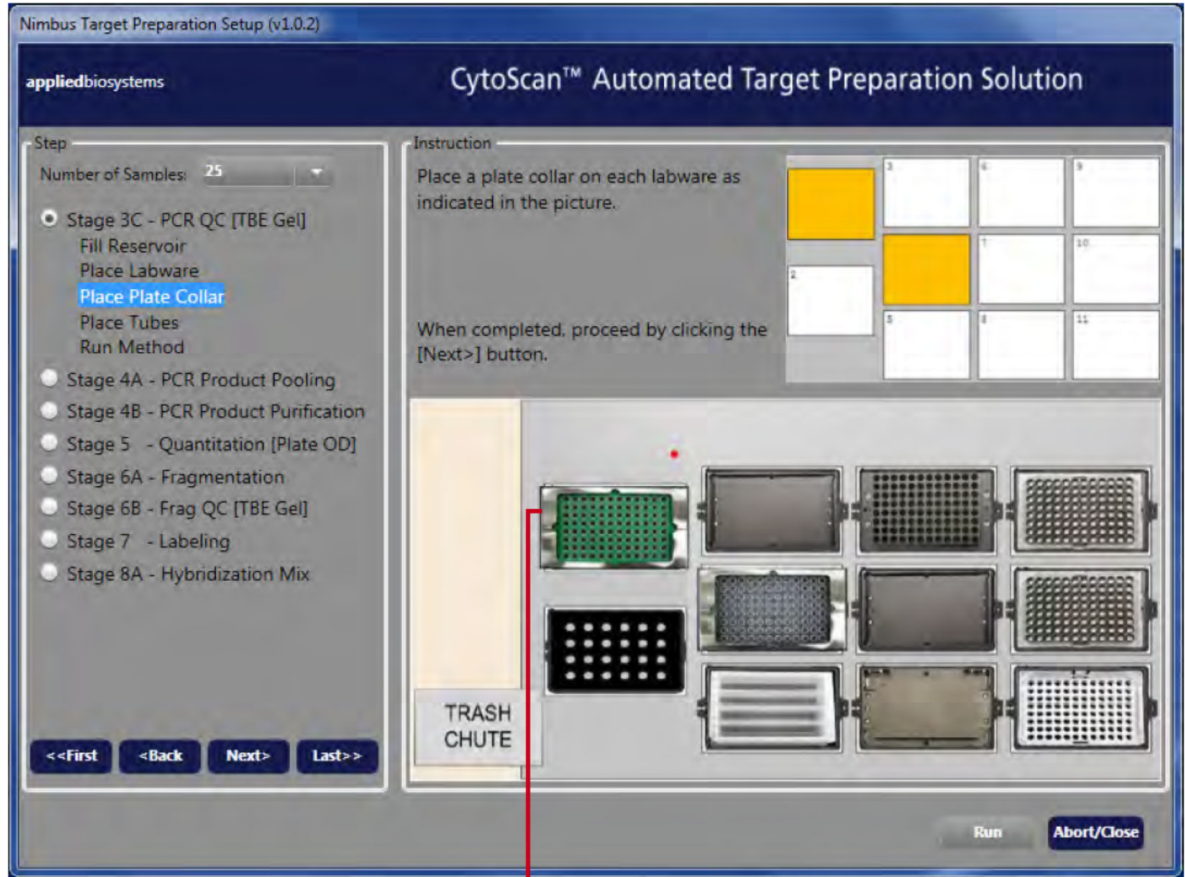 Nimbus Target Preparation Setup (v1.0.2)
appliedbiosystems
CytoScan™ Automated Target Preparation Solution
Step
Number of Samples: 25
Stage 3C - PCR QC [TBE Gel]
Fill Reservoir
Place Labware
Place Plate Collar
Place Tubes
Run Method
Stage 4A - PCR Product Pooling
Stage 4B - PCR Product Purification
Stage 5 - Quantitation [Plate OD]
Stage 6A - Fragmentation
Stage 6B - Frag QC [TBE Gel]
Stage 7 - Labeling
Stage 8A - Hybridization Mix
<<First <Back Next> Last>>
Instruction
Place a plate collar on each labware as
indicated in the picture.
When completed, proceed by clicking the
[Next>] button.
3 6 9
2 7 10
5 8 11
TRASH
CHUTE
Run Abort/Close